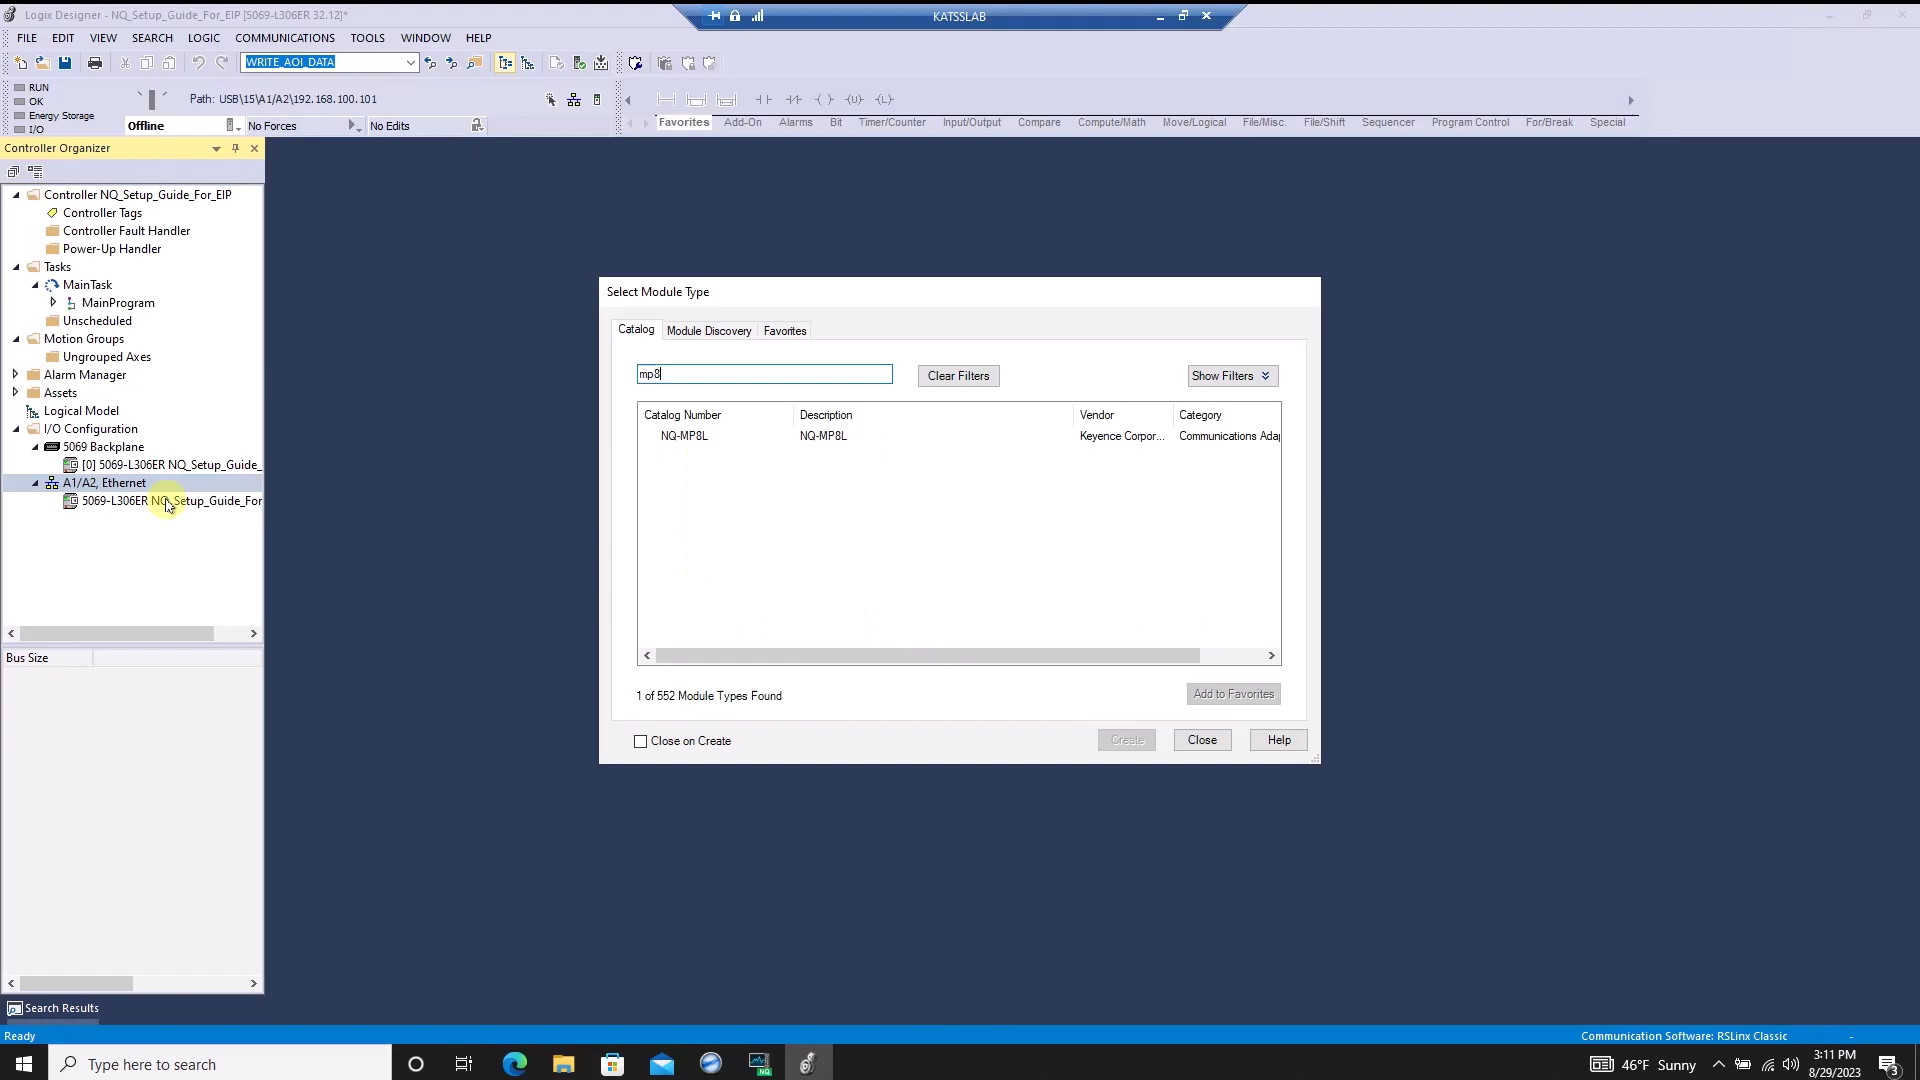 Logix Designer - NQ_Setup_Guide_For_EIP [5069-L306ER 32.12]*
KATSSLAB
FILE EDIT VIEW SEARCH LOGIC COMMUNICATIONS TOOLS WINDOW HELP
WRITE_AOI_DATA
RUN
OK
Energy Storage
I/O
Path: USB\15\A1/A2\192.168.100.101
Offline
No Forces
No Edits
Favorites Add-On Alarms Bit Timer/Counter Input/Output Compare Compute/Math Move/Logical File/Misc. File/Shift Sequencer Program Control For/Break Special
Controller Organizer
Controller NQ_Setup_Guide_For_EIP
Controller Tags
Controller Fault Handler
Power-Up Handler
Tasks
MainTask
MainProgram
Unscheduled
Motion Groups
Ungrouped Axes
Alarm Manager
Assets
Logical Model
I/O Configuration
5069 Backplane
[0] 5069-L306ER NQ_Setup_Guide_
A1/A2, Ethernet
5069-L306ER NQ_Setup_Guide_For
Bus Size
Select Module Type
Catalog Module Discovery Favorites
mp8
Clear Filters
Show Filters
Catalog Number Description Vendor Category
NQ-MP8L NQ-MP8L Keyence Corpor... Communications Adap
1 of 552 Module Types Found
Add to Favorites
Close on Create
Create
Close
Help
Search Results
Ready
Communication Software: RSLinx Classic
Type here to search
NQ
46°F Sunny
3:11 PM
8/29/2023
3